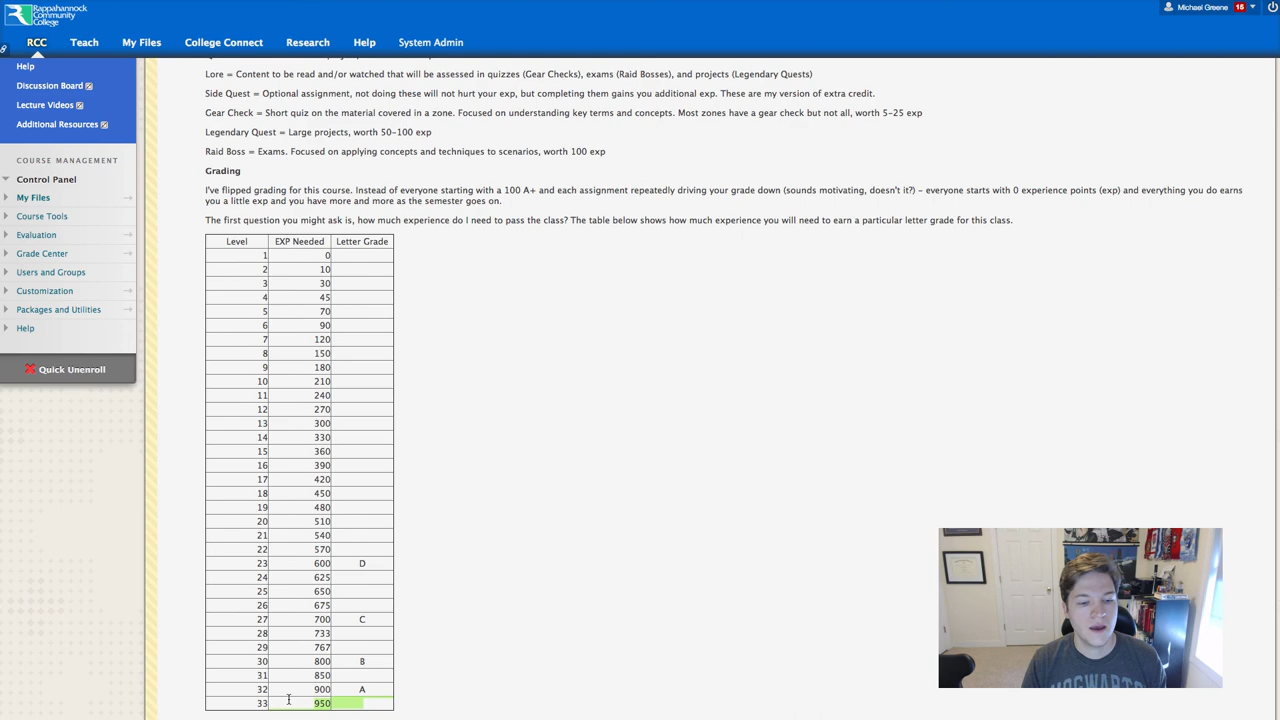 Rappahannock
Community
College
Michael Greene 15
RCC Teach My Files College Connect Research Help System Admin
Help
Discussion Board
Lecture Videos
Additional Resources
COURSE MANAGEMENT
Control Panel
My Files
Course Tools
Evaluation
Grade Center
Users and Groups
Customization
Packages and Utilities
Help
Quick Unenroll
Lore = Content to be read and/or watched that will be assessed in quizzes (Gear Checks), exams (Raid Bosses), and projects (Legendary Quests)
Side Quest = Optional assignment, not doing these will not hurt your exp, but completing them gains you additional exp. These are my version of extra credit.
Gear Check = Short quiz on the material covered in a zone. Focused on understanding key terms and concepts. Most zones have a gear check but not all, worth 5-25 exp
Legendary Quest = Large projects, worth 50-100 exp
Raid Boss = Exams. Focused on applying concepts and techniques to scenarios, worth 100 exp
Grading
I've flipped grading for this course. Instead of everyone starting with a 100 A+ and each assignment repeatedly driving your grade down (sounds motivating, doesn't it?) - everyone starts with 0 experience points (exp) and everything you do earns
you a little exp and you have more and more as the semester goes on.
The first question you might ask is, how much experience do I need to pass the class? The table below shows how much experience you will need to earn a particular letter grade for this class.
Level EXP Needed Letter Grade
1 0
2 10
3 30
4 45
5 70
6 90
7 120
8 150
9 180
10 210
11 240
12 270
13 300
14 330
15 360
16 390
17 420
18 450
19 480
20 510
21 540
22 570
23 600 D
24 625
25 650
26 675
27 700 C
28 733
29 767
30 800 B
31 850
32 900 A
33 950
HOGWARTS